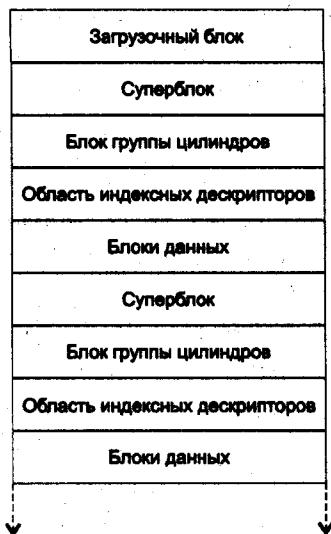 Загрузочный блок
Суперблок
Блок группы цилиндров
Область индексных дескрипторов
Блоки данных
Суперблок
Блок группы цилиндров
Область индексных дескрипторов
Блоки данных